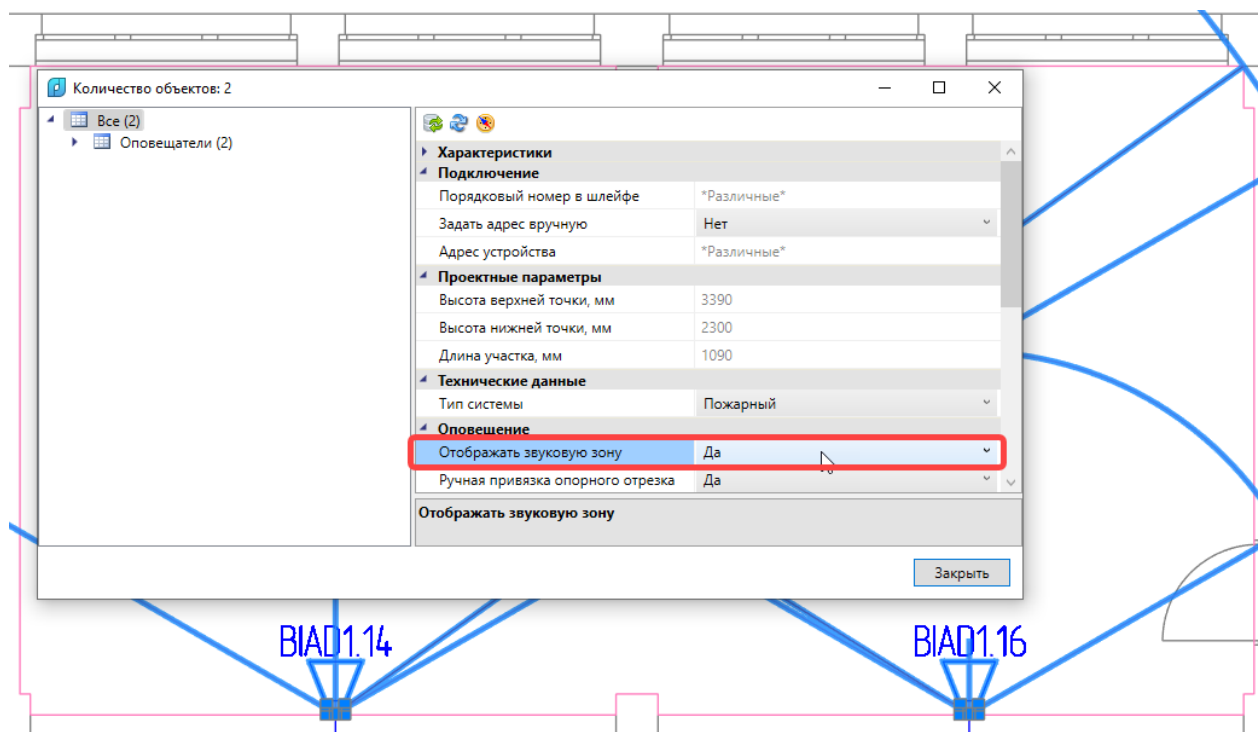 Количество объектов: 2
Все (2)
Оповещатели (2)
Характеристики
Подключение
Порядковый номер в шлейфе *Различные*
Задать адрес вручную Нет
Адрес устройства *Различные*
Проектные параметры
Высота верхней точки, мм 3390
Высота нижней точки, мм 2300
Длина участка, мм 1090
Технические данные
Тип системы Пожарный
Оповещение
Отображать звуковую зону Да
Ручная привязка опорного отрезка Да
Отображать звуковую зону
Закрыть
BIAD1.14 BIAD1.16